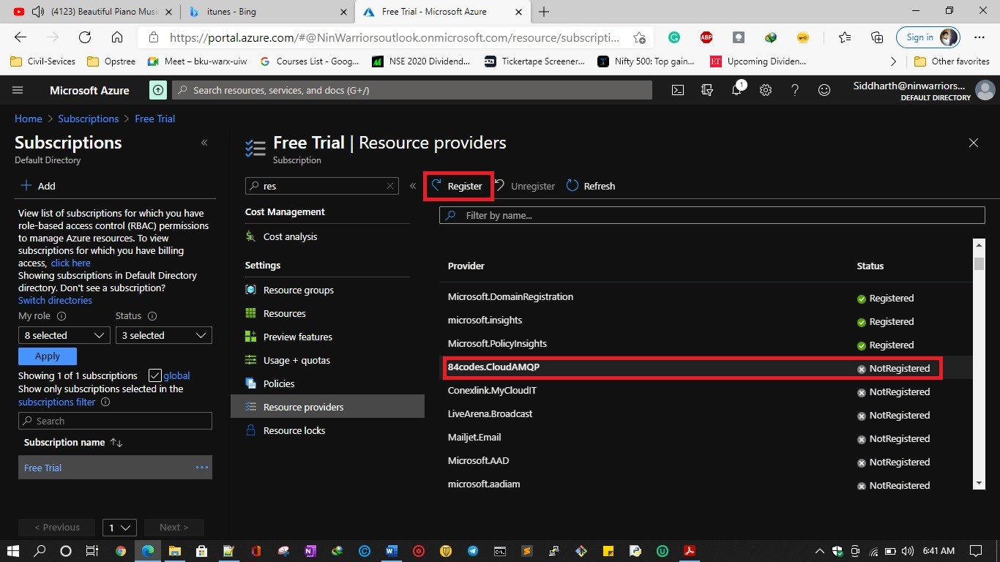 (4123) Beautiful Piano Musi
itunes - Bing
Free Trial - Microsoft Azure
https://portal.azure.com/#@NinWarriorsoutlook.onmicrosoft.com/resource/subscripti...
ABP
Sign in
Civil-Sevices
Opstree
Meet – bku-warx-uiw
Courses List - Goog...
NSE 2020 Dividend...
Tickertape Screener...
Nifty 500: Top gain...
ET
Upcoming Dividen...
Other favorites
Microsoft Azure
Search resources, services, and docs (G+/)
1
Siddharth@ninwarriors...
DEFAULT DIRECTORY
Home > Subscriptions > Free Trial
Subscriptions
Default Directory
Add
View list of subscriptions for which you have
role-based access control (RBAC) permissions
to manage Azure resources. To view
subscriptions for which you have billing
access, click here
Showing subscriptions in Default Directory
directory. Don't see a subscription?
Switch directories
My role
Status
8 selected
3 selected
Apply
Showing 1 of 1 subscriptions
global
Show only subscriptions selected in the
subscriptions filter
Search
Subscription name
Free Trial
< Previous
1
Next >
Free Trial | Resource providers
Subscription
res
Cost Management
Cost analysis
Settings
Resource groups
Resources
Preview features
Usage + quotas
Policies
Resource providers
Resource locks
Register
Unregister
Refresh
Filter by name...
Provider
Status
Microsoft.DomainRegistration
Registered
microsoft.insights
Registered
Microsoft.PolicyInsights
Registered
84codes.CloudAMQP
NotRegistered
Conexlink.MyCloudIT
NotRegistered
LiveArena.Broadcast
NotRegistered
Mailjet.Email
NotRegistered
Microsoft.AAD
NotRegistered
microsoft.aadiam
NotRegistered
6:41 AM